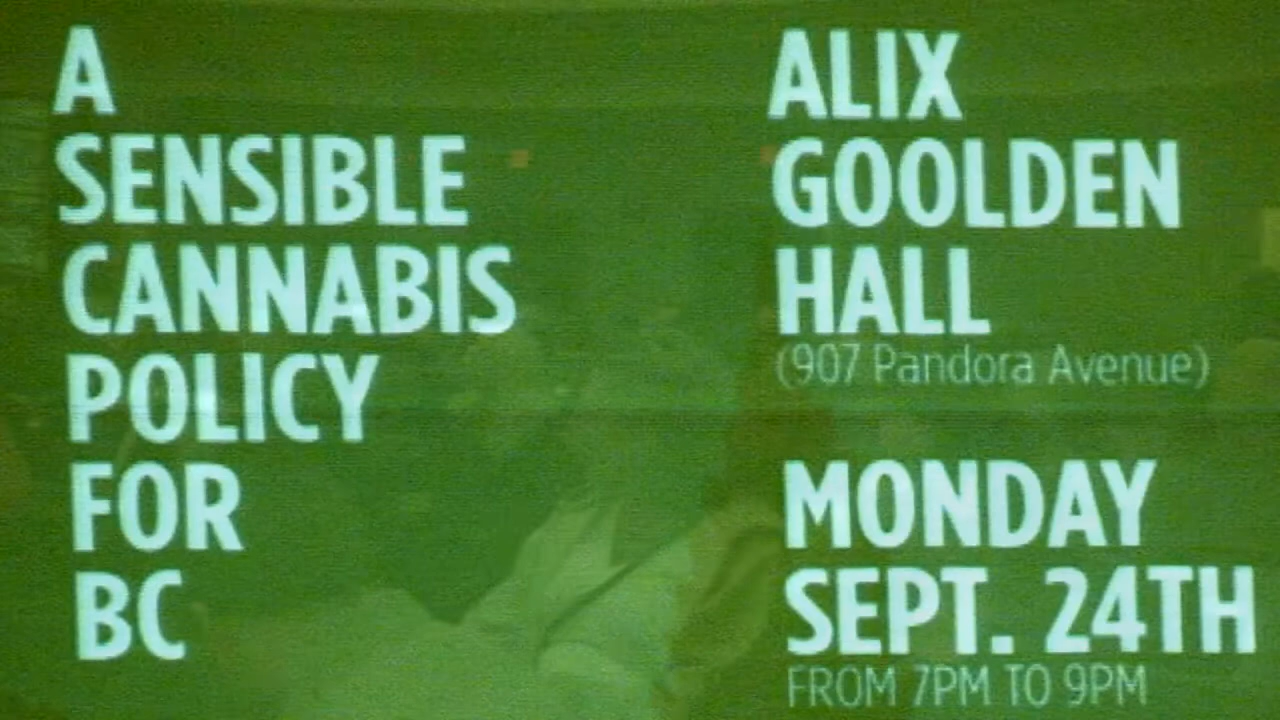 A
SENSIBLE
CANNABIS
POLICY
FOR
BC
ALIX
GOOLDEN
HALL
(907 Pandora Avenue)
MONDAY
SEPT. 24TH
FROM 7PM TO 9PM